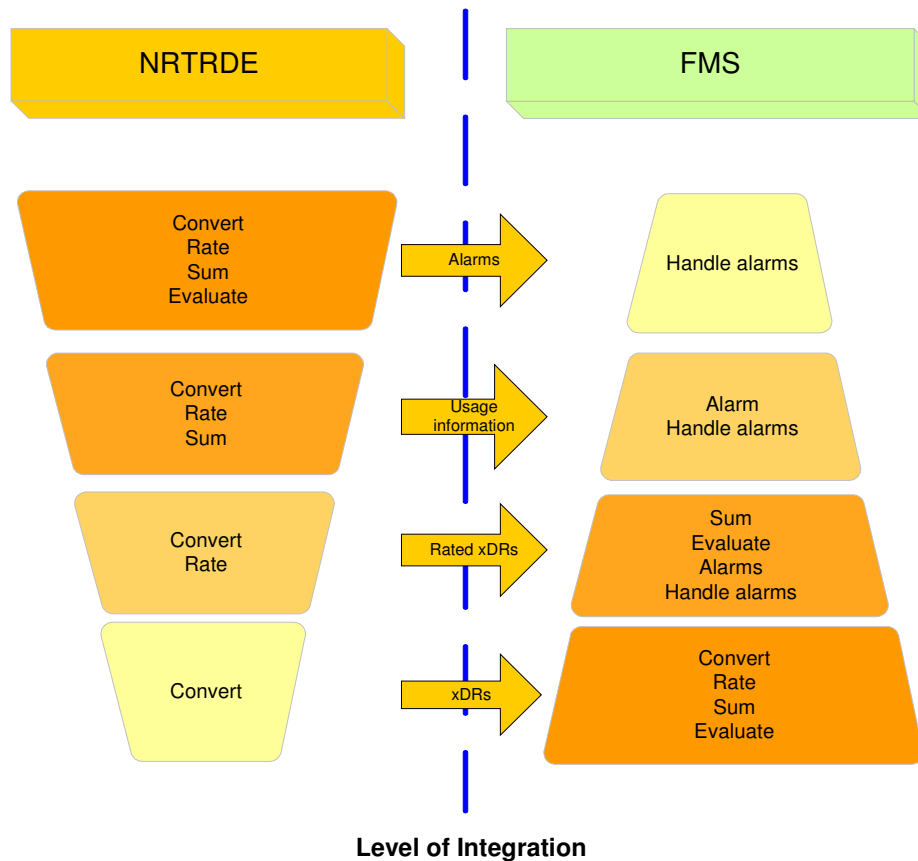 NRTRDE
FMS
Convert
Rate
Sum
Evaluate
Alarms
Handle alarms
Convert
Rate
Sum
Usage
information
Alarm
Handle alarms
Convert
Rate
Rated xDRs
Sum
Evaluate
Alarms
Handle alarms
Convert
xDRs
Convert
Rate
Sum
Evaluate
Level of Integration